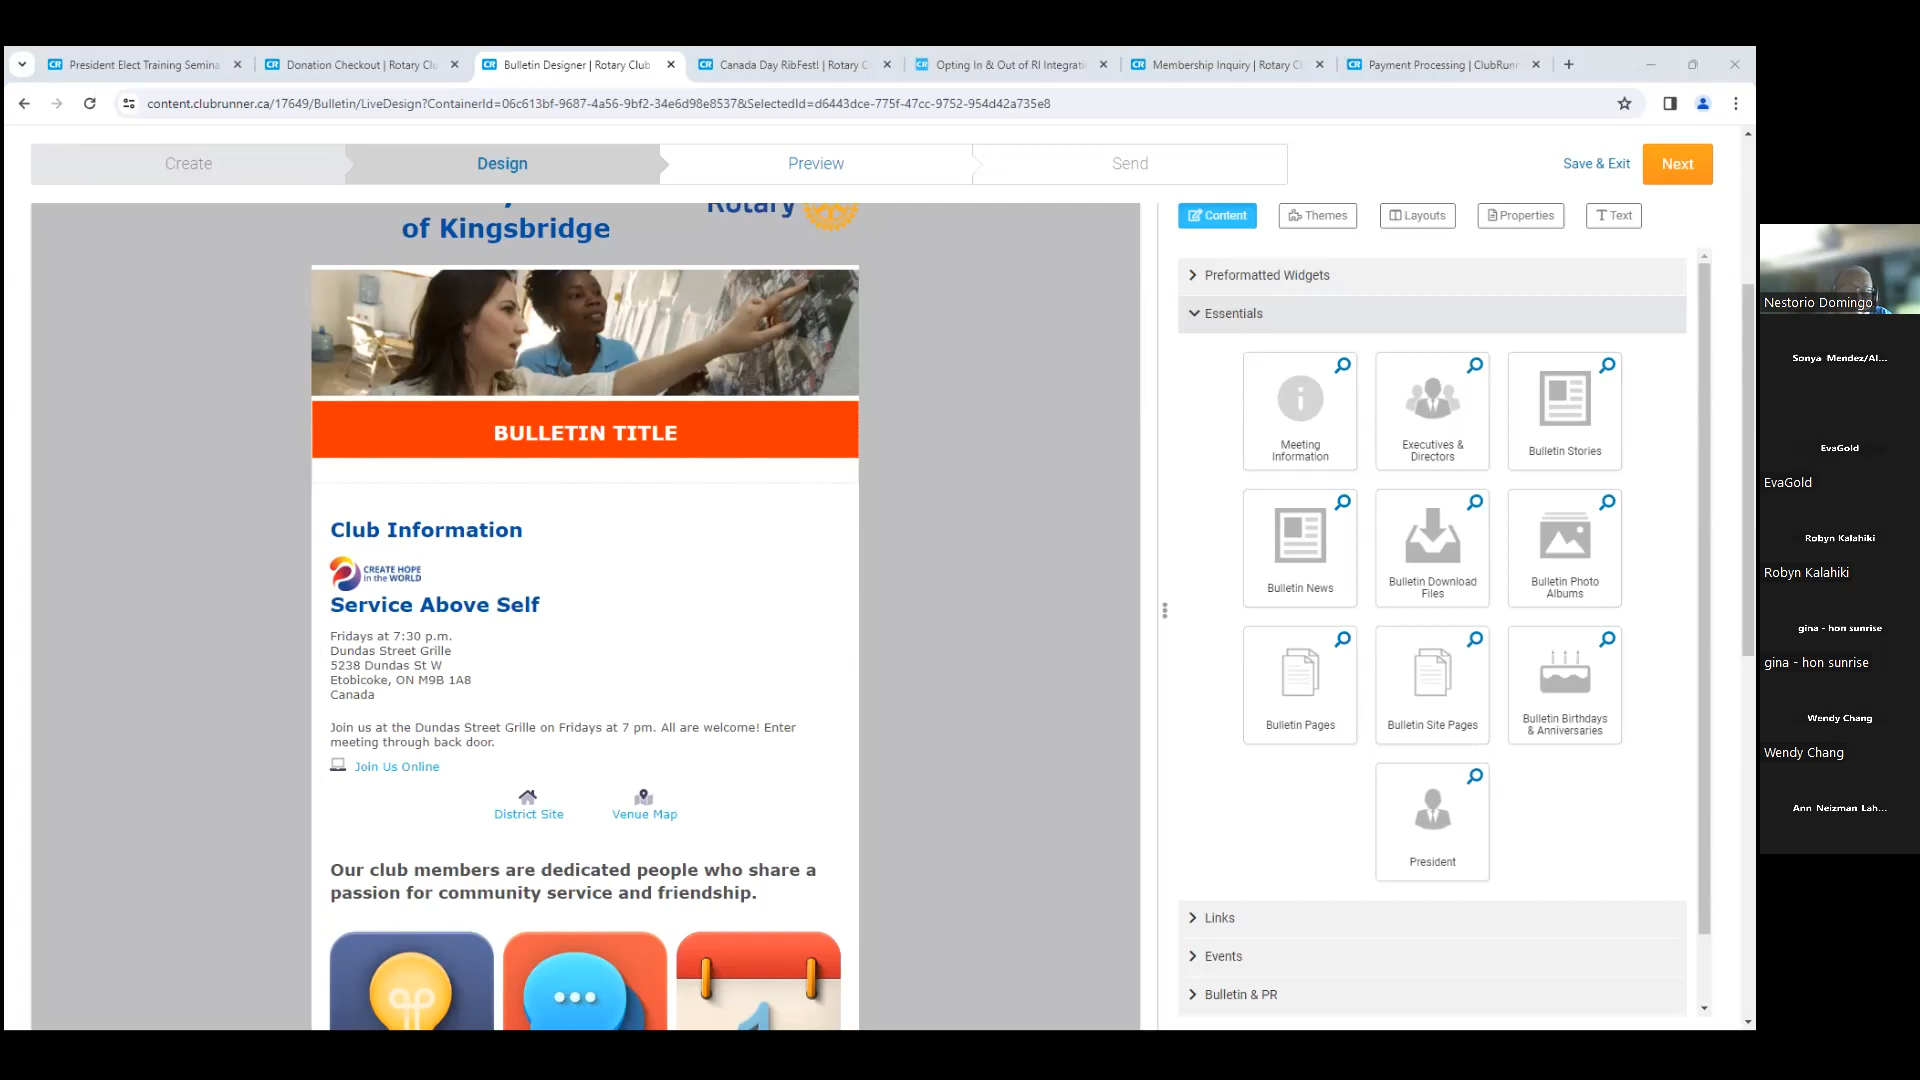 President Elect Training Semina
Donation Checkout | Rotary Clu
Bulletin Designer | Rotary Club
Canada Day RibFest! | Rotary C
Opting In & Out of RI Integrati
Membership Inquiry | Rotary C
Payment Processing | ClubRunn
content.clubrunner.ca/17649/Bulletin/LiveDesign?ContainerId=06c613bf-9687-4a56-9bf2-34e6d98e8537&SelectedId=d6443dce-775f-47cc-9752-954d42a735e8
Create
Design
Preview
Send
Save & Exit
Next
of Kingsbridge
Rotary
BULLETIN TITLE
Club Information
CREATE HOPE
in the WORLD
Service Above Self
Fridays at 7:30 p.m.
Dundas Street Grille
5238 Dundas St W
Etobicoke, ON M9B 1A8
Canada
Join us at the Dundas Street Grille on Fridays at 7 pm. All are welcome! Enter
meeting through back door.
Join Us Online
District Site
Venue Map
Our club members are dedicated people who share a
passion for community service and friendship.
1
Content
Themes
Layouts
Properties
Text
Preformatted Widgets
Essentials
Meeting
Information
Executives &
Directors
Bulletin Stories
Bulletin News
Bulletin Download
Files
Bulletin Photo
Albums
Bulletin Pages
Bulletin Site Pages
Bulletin Birthdays
& Anniversaries
President
Links
Events
Bulletin & PR
Nestorio Domingo
Sonya Mendez/Al...
EvaGold
EvaGold
Robyn Kalahiki
Robyn Kalahiki
gina - hon sunrise
gina - hon sunrise
Wendy Chang
Wendy Chang
Ann Neizman Lah...